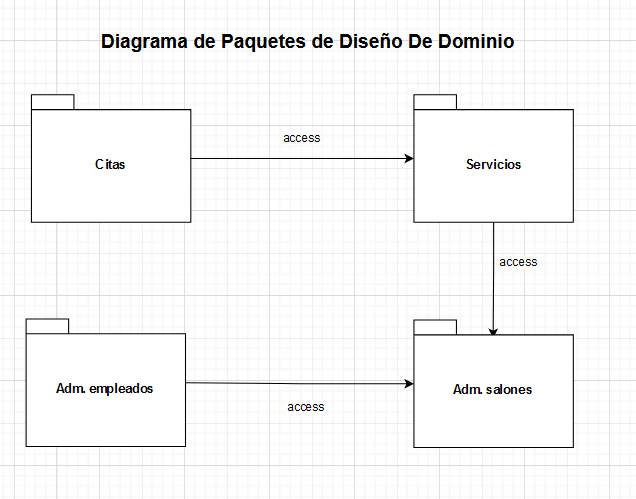 Diagrama de Paquetes de Diseño De Dominio
access
Citas
Servicios
access
Adm. empleados
Adm. salones
access